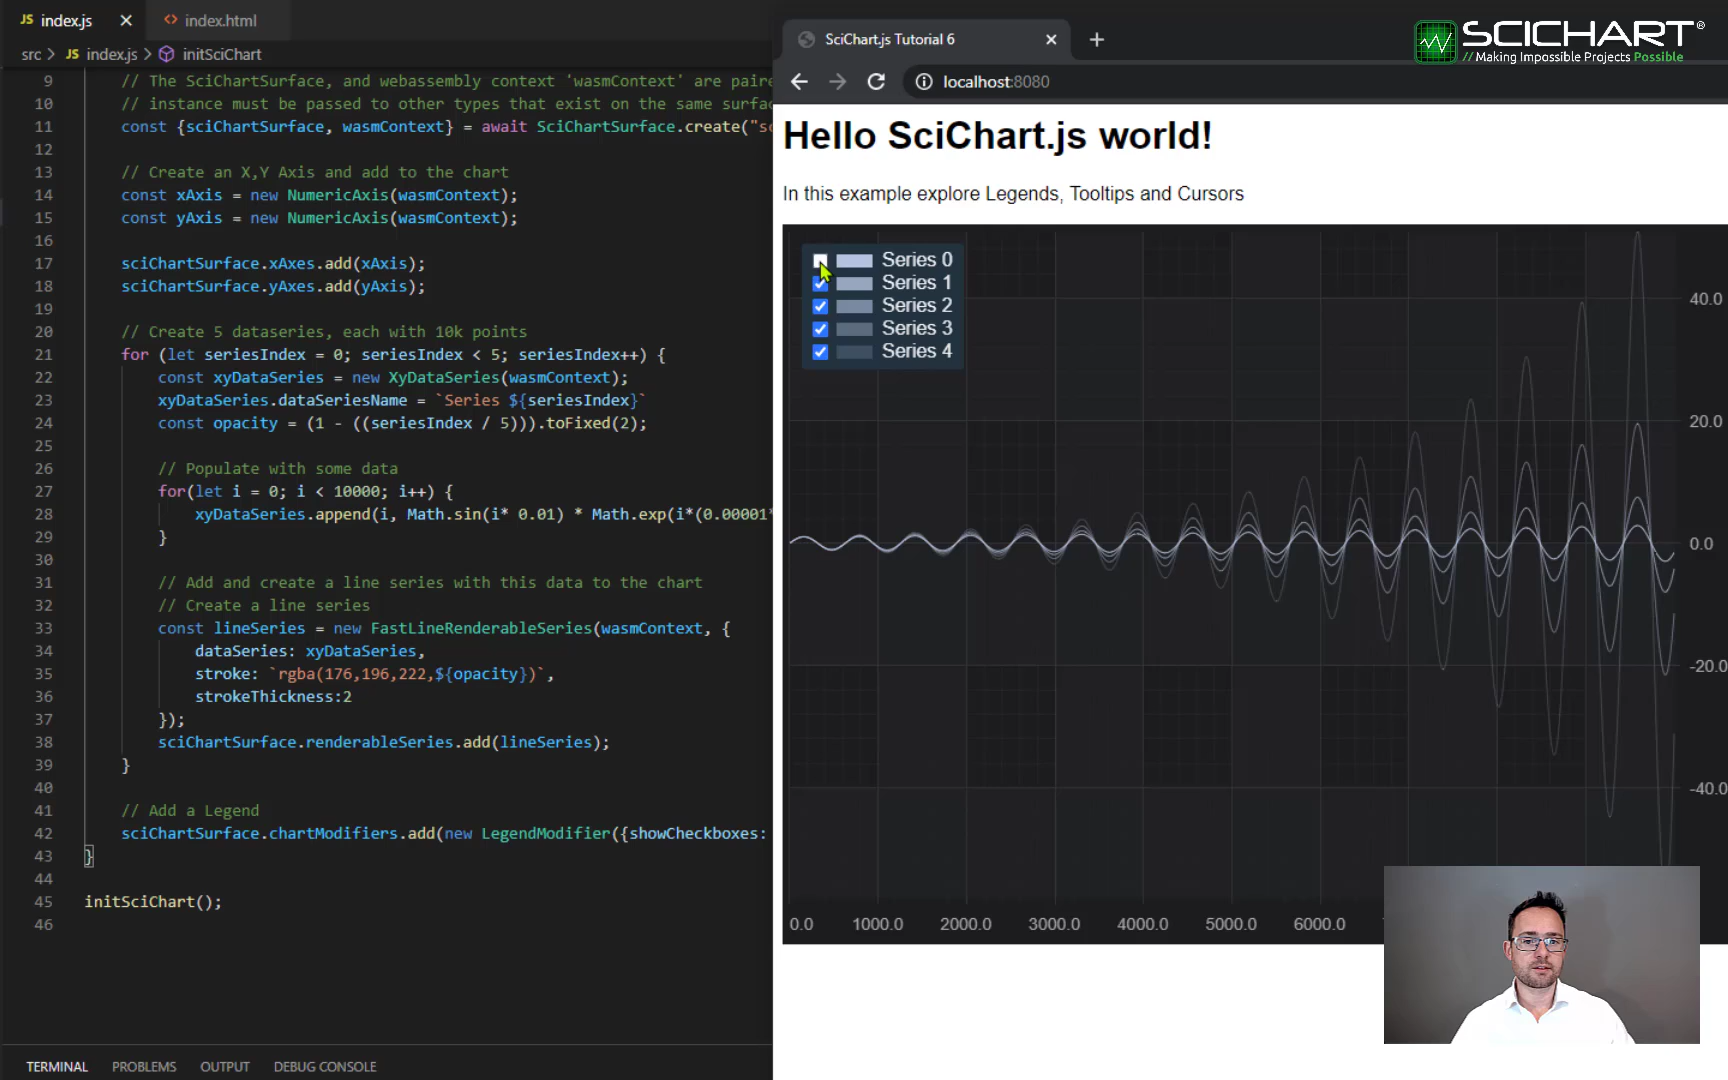 JS index.js
index.html
src > JS index.js > initSciChart
9 // The SciChartSurface, and webassembly context 'wasmContext' are paire
10 // instance must be passed to other types that exist on the same surfac
11 const {sciChartSurface, wasmContext} = await SciChartSurface.create("s
12
13 // Create an X,Y Axis and add to the chart
14 const xAxis = new NumericAxis(wasmContext);
15 const yAxis = new NumericAxis(wasmContext);
16
17 sciChartSurface.xAxes.add(xAxis);
18 sciChartSurface.yAxes.add(yAxis);
19
20 // Create 5 dataseries, each with 10k points
21 for (let seriesIndex = 0; seriesIndex < 5; seriesIndex++) {
22 const xyDataSeries = new XyDataSeries(wasmContext);
23 xyDataSeries.dataSeriesName = `Series ${seriesIndex}`
24 const opacity = (1 - ((seriesIndex / 5))).toFixed(2);
25
26 // Populate with some data
27 for(let i = 0; i < 10000; i++) {
28 xyDataSeries.append(i, Math.sin(i* 0.01) * Math.exp(i*(0.00001*
29 }
30
31 // Add and create a line series with this data to the chart
32 // Create a line series
33 const lineSeries = new FastLineRenderableSeries(wasmContext, {
34 dataSeries: xyDataSeries,
35 stroke: `rgba(176,196,222,${opacity})`,
36 strokeThickness:2
37 });
38 sciChartSurface.renderableSeries.add(lineSeries);
39 }
40
41 // Add a Legend
42 sciChartSurface.chartModifiers.add(new LegendModifier({showCheckboxes:
43 }
44
45 initSciChart();
46
TERMINAL PROBLEMS OUTPUT DEBUG CONSOLE
SciChart.js Tutorial 6
SCICHART®
// Making Impossible Projects Possible
localhost:8080
Hello SciChart.js world!
In this example explore Legends, Tooltips and Cursors
Series 0
Series 1
Series 2
Series 3
Series 4
40.0
20.0
0.0
-20.0
-40.0
0.0 1000.0 2000.0 3000.0 4000.0 5000.0 6000.0